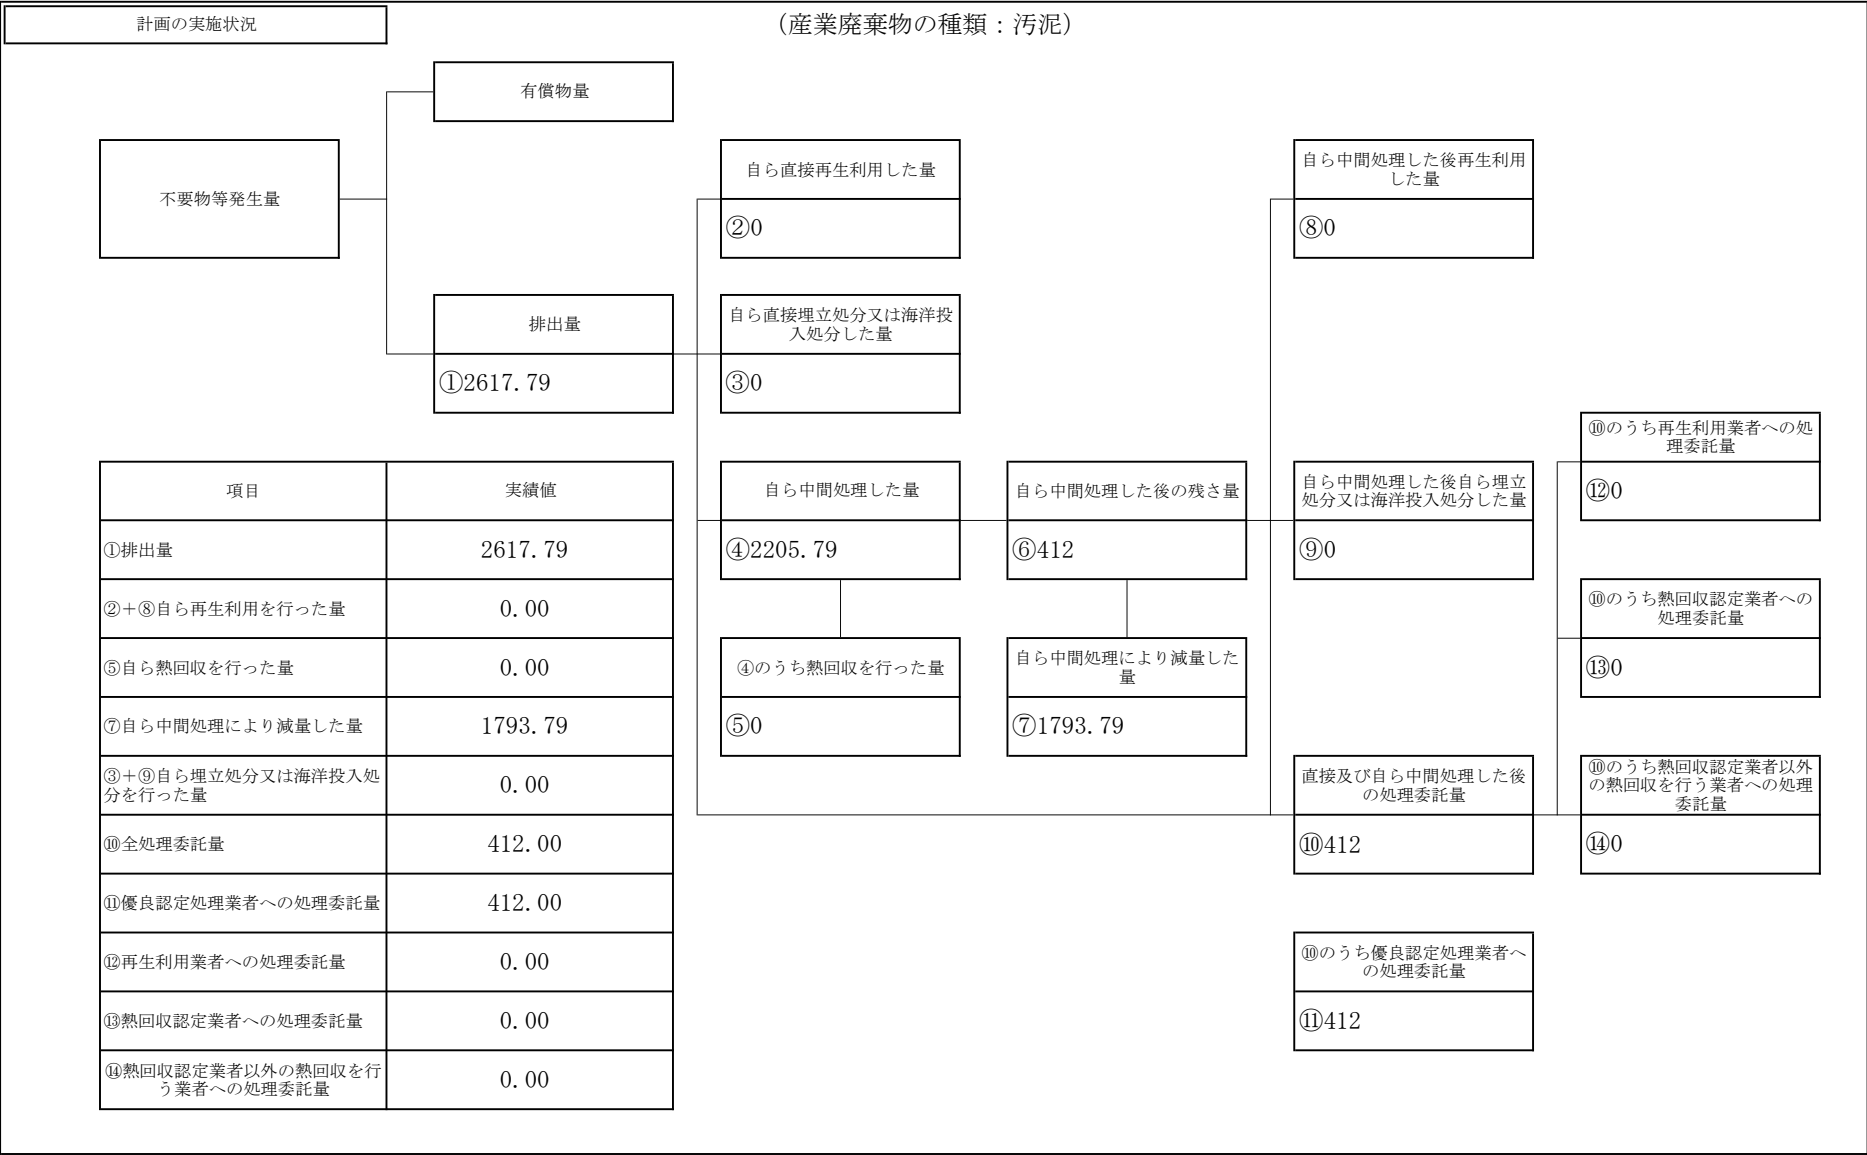 計画の実施状況
（産業廃棄物の種類：汚泥）
有償物量
不要物等発生量
自ら直接再生利用した量
②0
自ら中間処理した後再生利用
した量
⑧0
排出量
①2617.79
自ら直接埋立処分又は海洋投
入処分した量
③0
⑩のうち再生利用業者への処
理委託量
⑫0
自ら中間処理した量
④2205.79
自ら中間処理した後の残さ量
⑥412
自ら中間処理した後自ら埋立
処分又は海洋投入処分した量
⑨0
⑩のうち熱回収認定業者への
処理委託量
⑬0
④のうち熱回収を行った量
⑤0
自ら中間処理により減量した
量
⑦1793.79
直接及び自ら中間処理した後
の処理委託量
⑩412
⑩のうち熱回収認定業者以外
の熱回収を行う業者への処理
委託量
⑭0
⑩のうち優良認定処理業者へ
の処理委託量
⑪412
項目 実績値
①排出量 2617.79
②＋⑧自ら再生利用を行った量 0.00
⑤自ら熱回収を行った量 0.00
⑦自ら中間処理により減量した量 1793.79
③＋⑨自ら埋立処分又は海洋投入処
分を行った量 0.00
⑩全処理委託量 412.00
⑪優良認定処理業者への処理委託量 412.00
⑫再生利用業者への処理委託量 0.00
⑬熱回収認定業者への処理委託量 0.00
⑭熱回収認定業者以外の熱回収を行
う業者への処理委託量 0.00